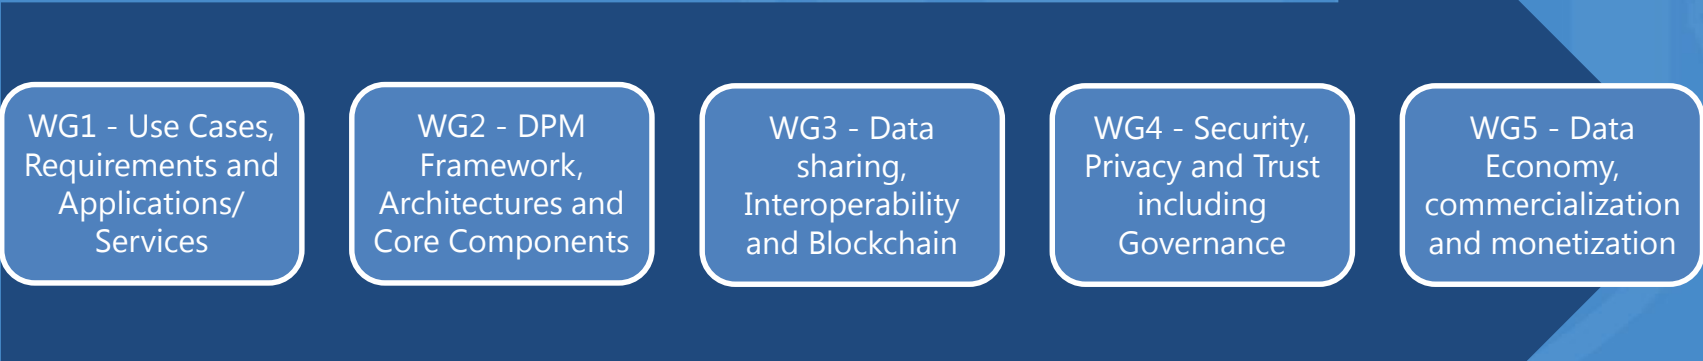 WG1 - Use Cases,
Requirements and
Applications/
Services
WG2 - DPM
Framework,
Architectures and
Core Components
WG3 - Data
sharing,
Interoperability
and Blockchain
WG4 - Security,
Privacy and Trust
including
Governance
WG5 - Data
Economy,
commercialization
and monetization